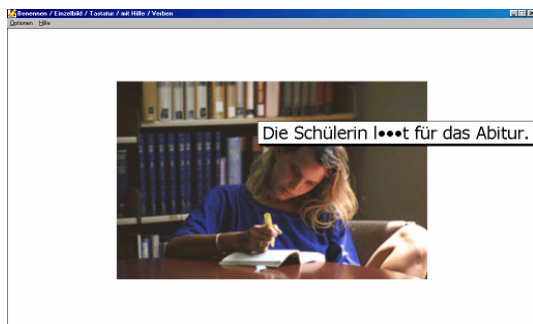 Benennen / Einzelbild / Tastatur / mit Hilfe / Verben
Optionen Hilfe
Die Schülerin l•••t für das Abitur.